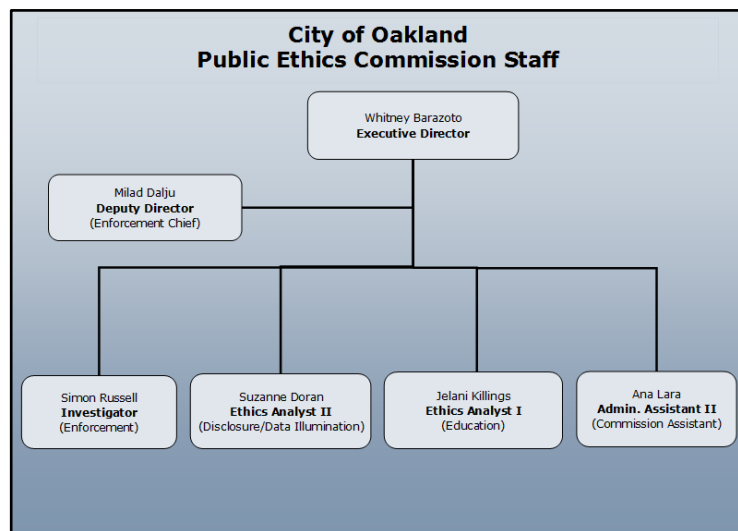 City of Oakland
Public Ethics Commission Staff
Whitney Barazoto
Executive Director
Milad Dalju
Deputy Director
(Enforcement Chief)
Simon Russell
Investigator
(Enforcement)
Suzanne Doran
Ethics Analyst II
(Disclosure/Data Illumination)
Jelani Killings
Ethics Analyst I
(Education)
Ana Lara
Admin. Assistant II
(Commission Assistant)